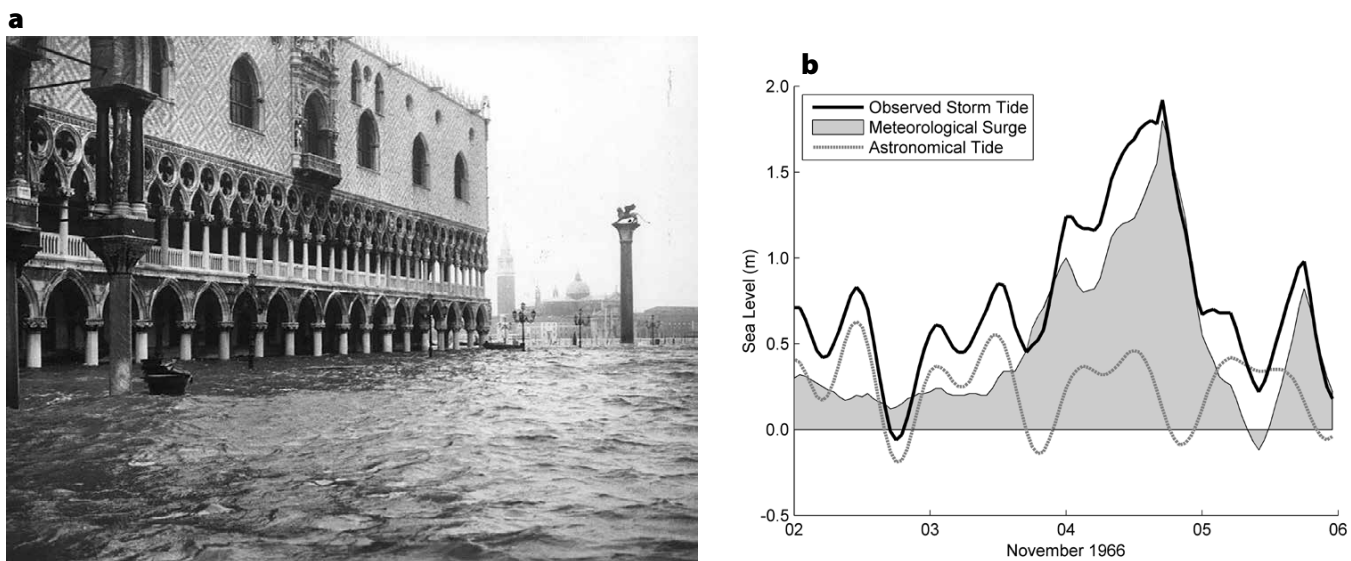 a
b
2.0
1.5
1.0
0.5
0.0
-0.5
Sea Level (m)
Observed Storm Tide
Meteorological Surge
Astronomical Tide
02
03
04
05
06
November 1966